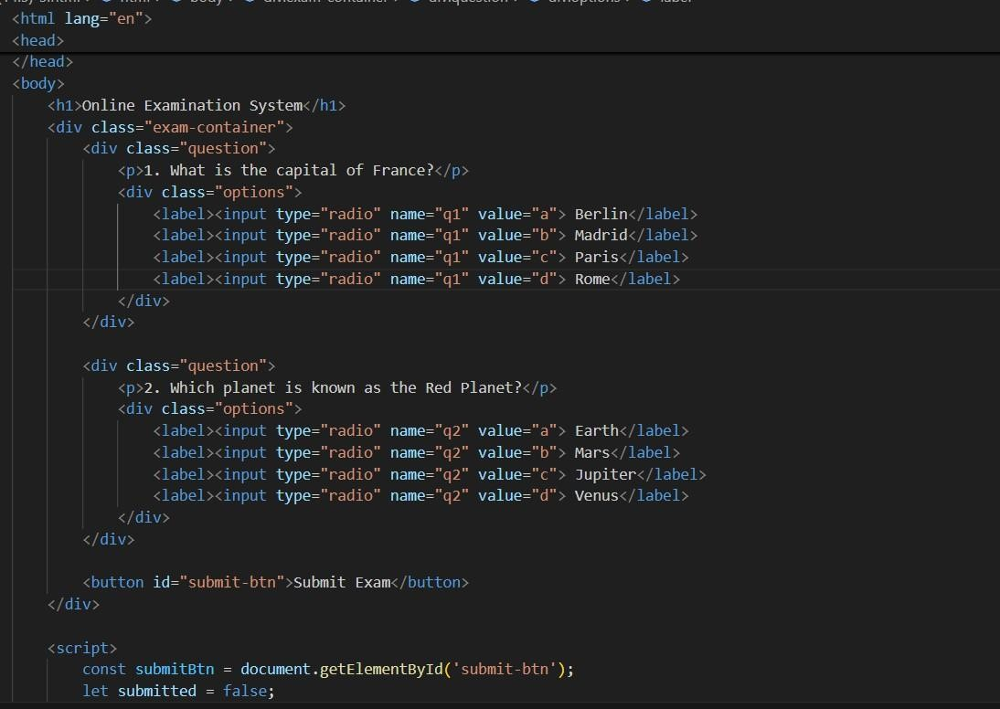 <html lang="en">
<head>
</head>
<body>
<h1>Online Examination System</h1>
<div class="exam-container">
<div class="question">
<p>1. What is the capital of France?</p>
<div class="options">
<label><input type="radio" name="q1" value="a"> Berlin</label>
<label><input type="radio" name="q1" value="b"> Madrid</label>
<label><input type="radio" name="q1" value="c"> Paris</label>
<label><input type="radio" name="q1" value="d"> Rome</label>
</div>
</div>
<div class="question">
<p>2. Which planet is known as the Red Planet?</p>
<div class="options">
<label><input type="radio" name="q2" value="a"> Earth</label>
<label><input type="radio" name="q2" value="b"> Mars</label>
<label><input type="radio" name="q2" value="c"> Jupiter</label>
<label><input type="radio" name="q2" value="d"> Venus</label>
</div>
</div>
<button id="submit-btn">Submit Exam</button>
</div>
<script>
const submitBtn = document.getElementById('submit-btn');
let submitted = false;